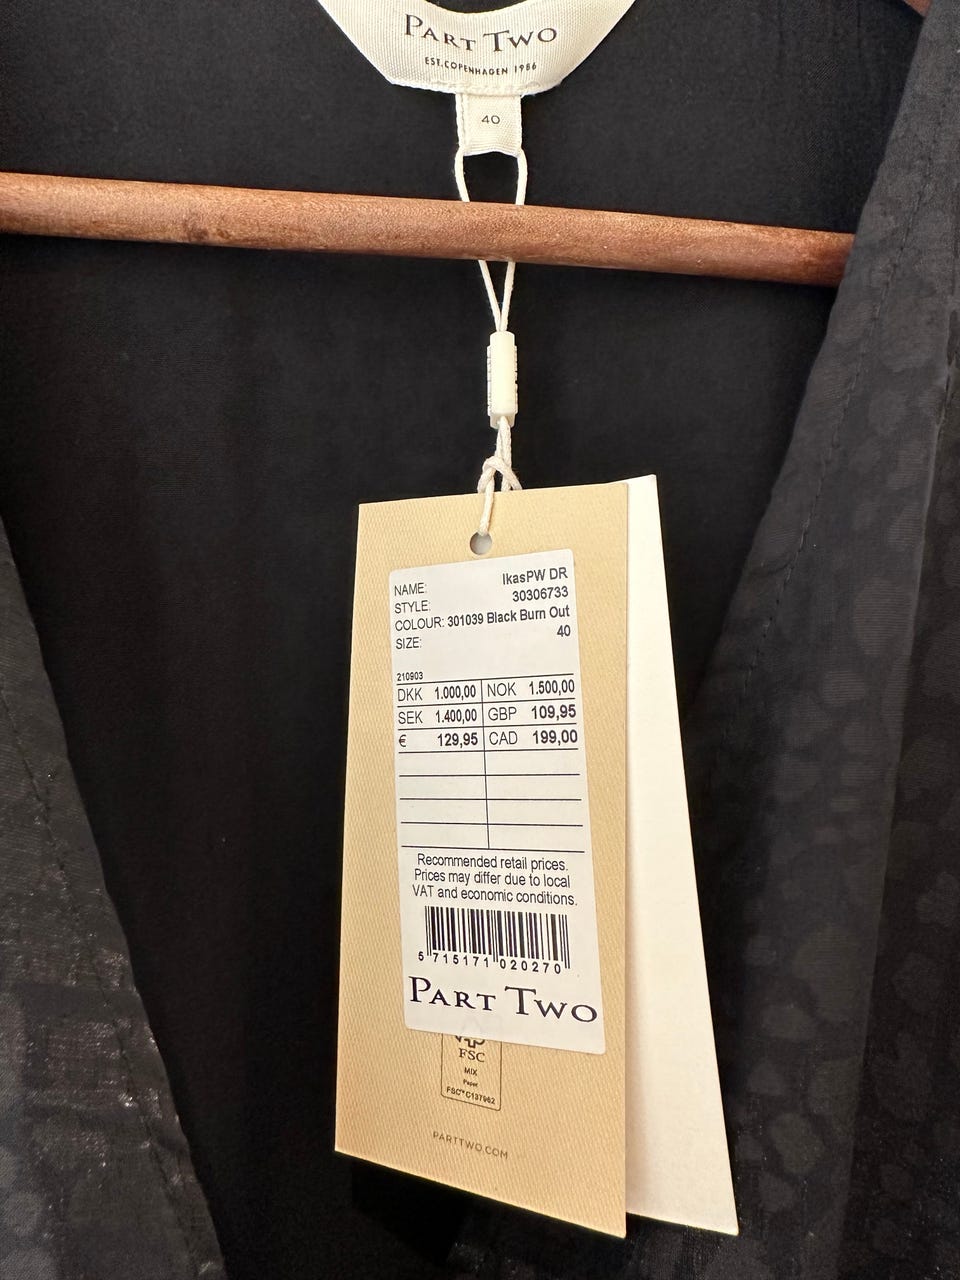 PART TWO
EST. COPENHAGEN 1986
40
NAME: IkasPW DR
STYLE: 30306733
COLOUR: 301039 Black Burn Out
SIZE: 40
210903
DKK 1.000,00 NOK 1.500,00
SEK 1.400,00 GBP 109,95
€ 129,95 CAD 199,00
Recommended retail prices.
Prices may differ due to local
VAT and economic conditions.
5 715171 020270
PART TWO
FSC
MIX
Paper
FSC™ C137962
PARTTWO.COM